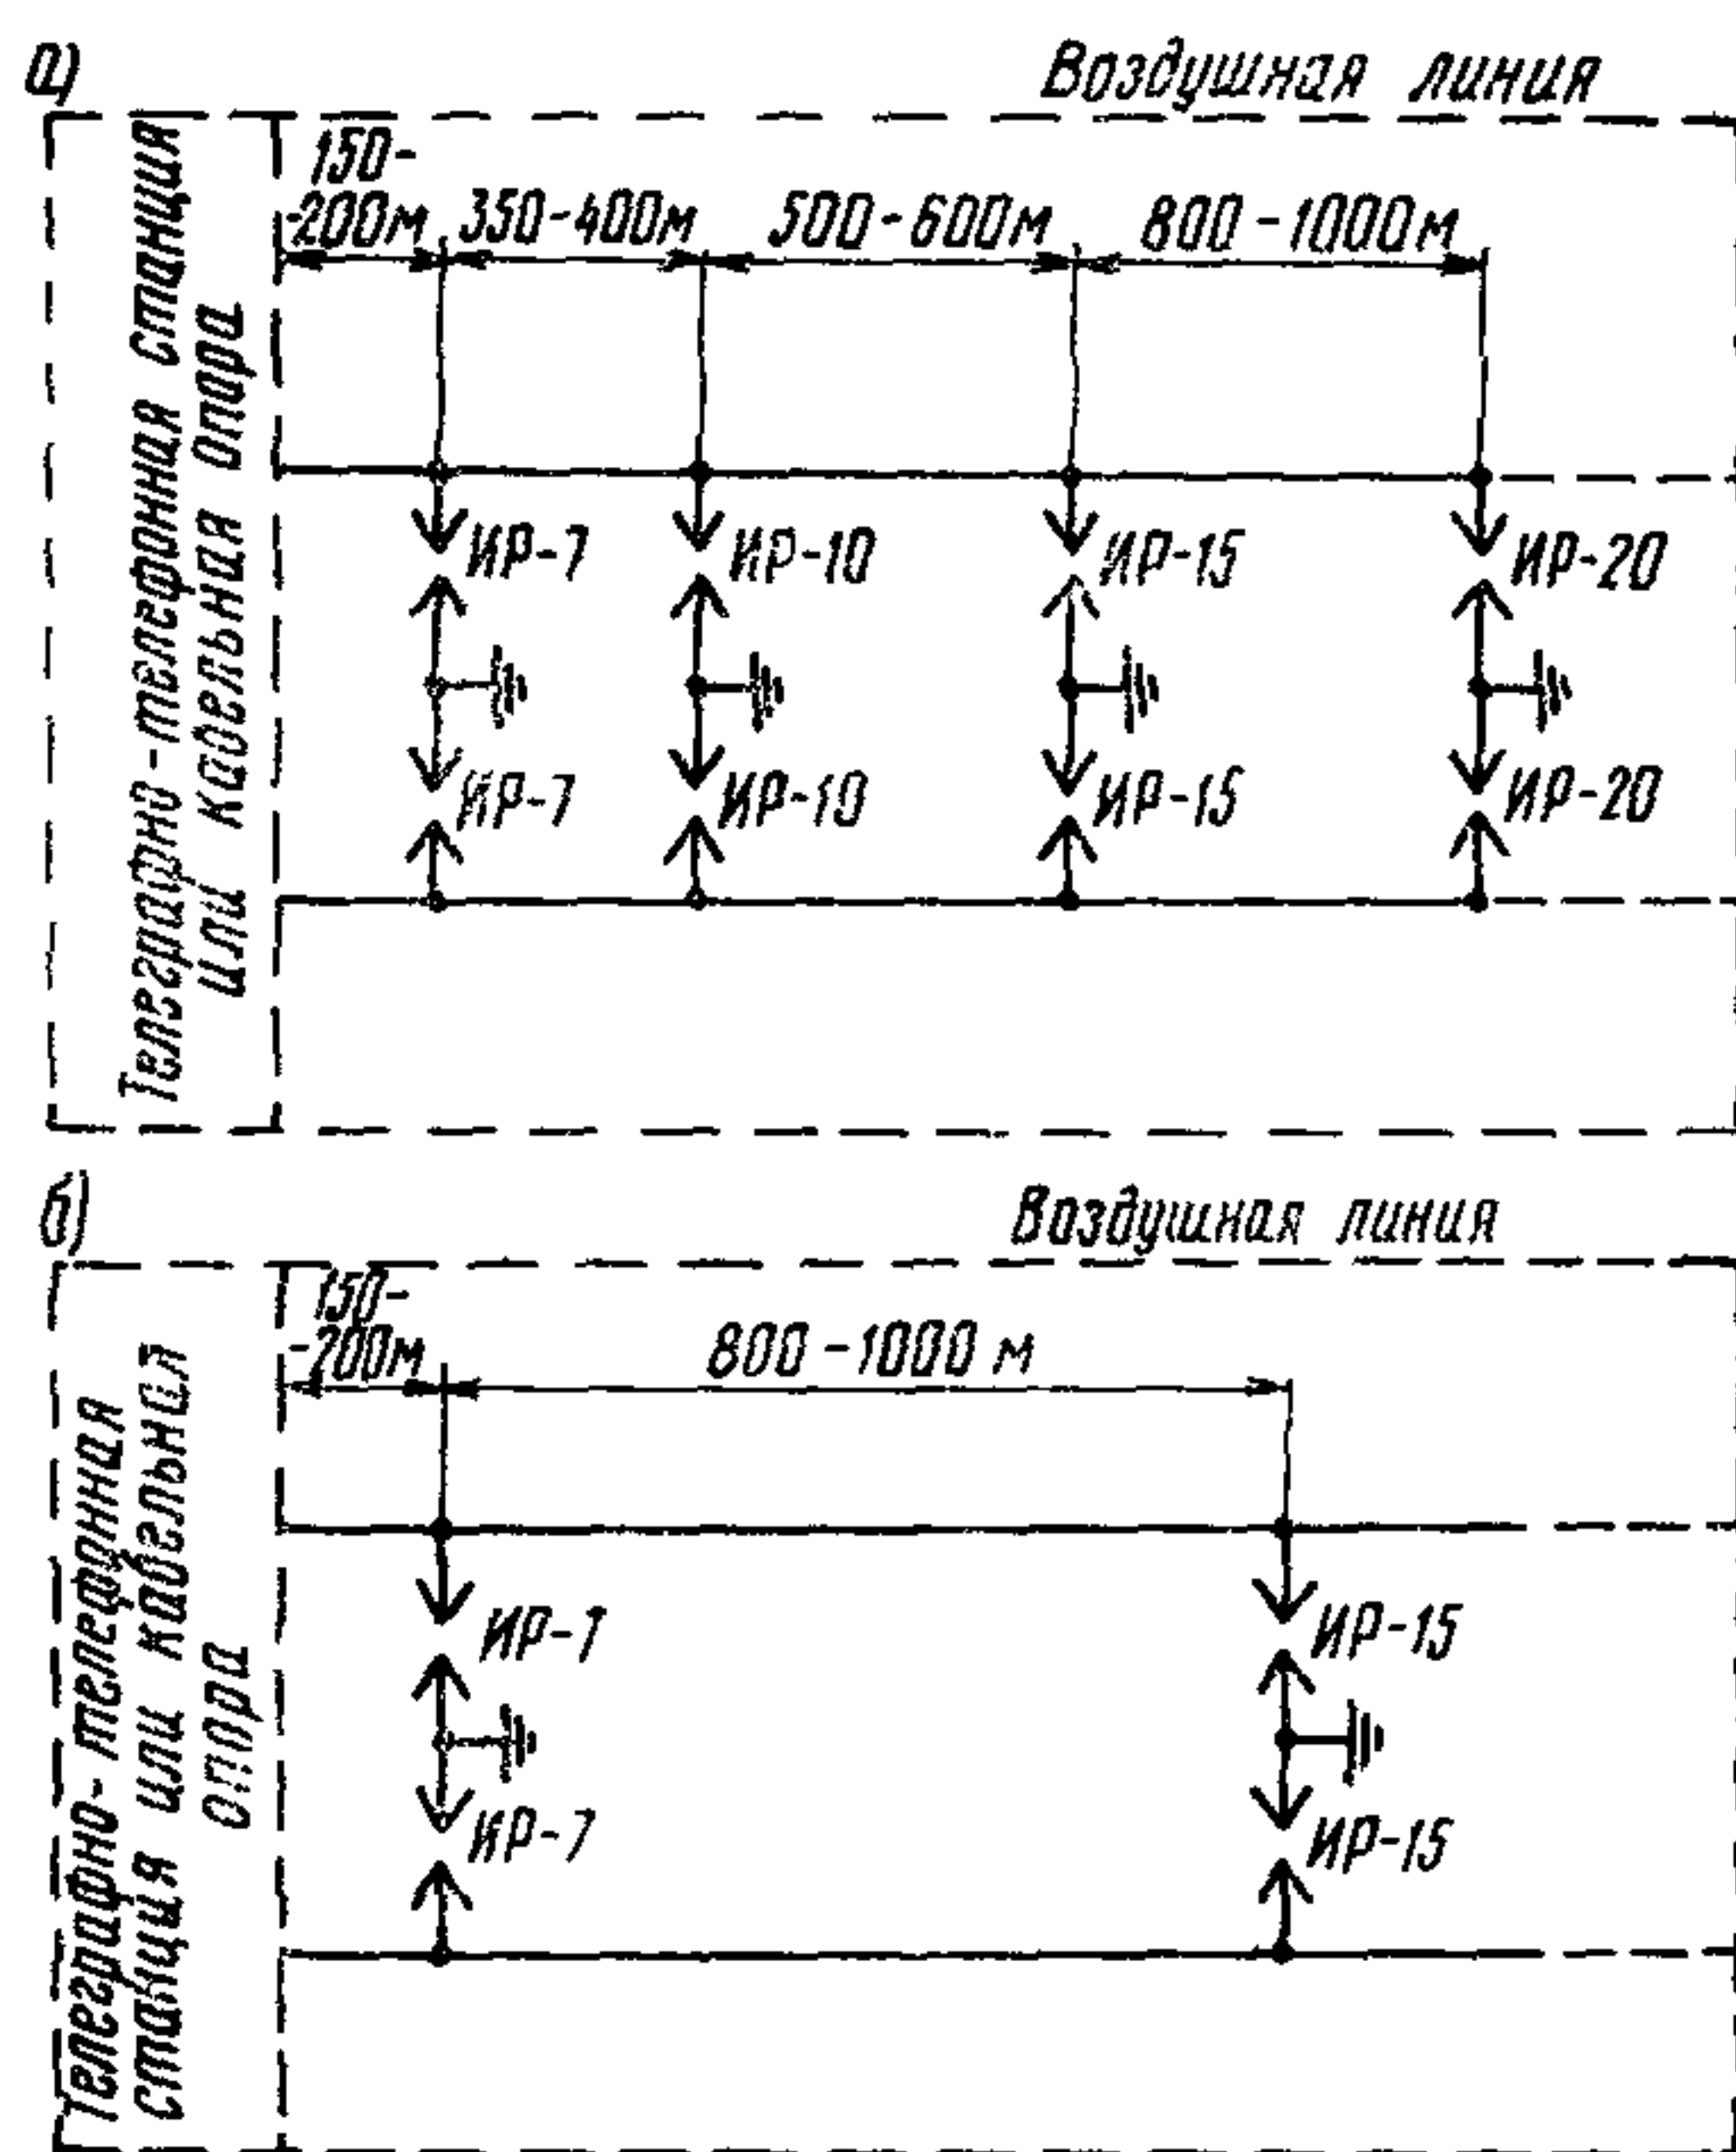 а)
Воздушная линия
Телеграфно-телефонная станция
или кабельная опора
150-
-200м
350-400м
500-600м
800-1000м
ИР-7
ИР-10
ИР-15
ИР-20
ИР-7
ИР-10
ИР-15
ИР-20
б)
Воздушная линия
Телеграфно-телефонная
станция или кабельная
опора
150-
-200м
800-1000 м
ИР-7
ИР-15
ИР-7
ИР-15